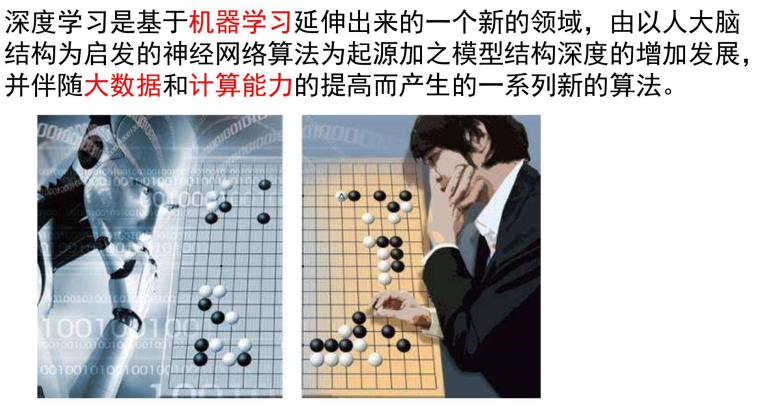 深度学习是基于机器学习延伸出来的一个新的领域，由以人大脑
结构为启发的神经网络算法为起源加之模型结构深度的增加发展，
并伴随大数据和计算能力的提高而产生的一系列新的算法。